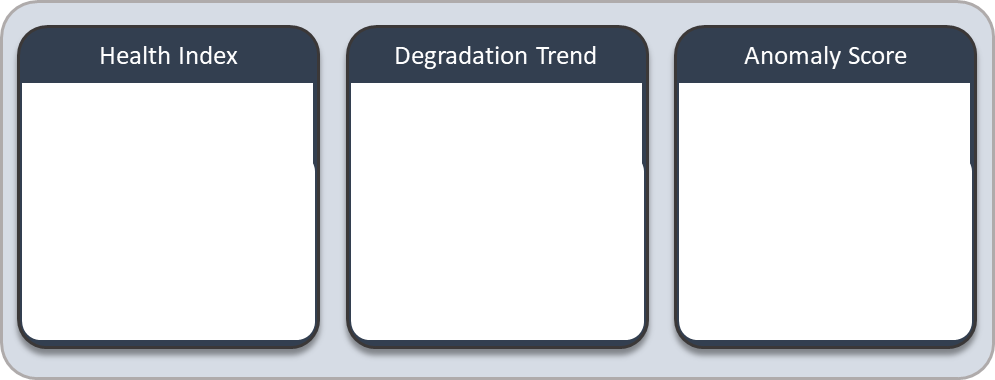 Health Index
Degradation Trend
Anomaly Score